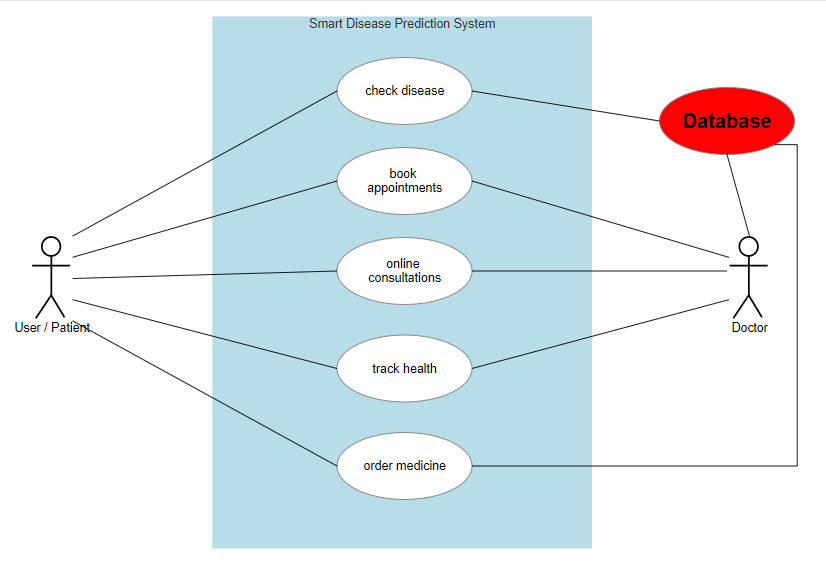 Smart Disease Prediction System
check disease
Database
book
appointments
online
consultations
User / Patient
Doctor
track health
order medicine